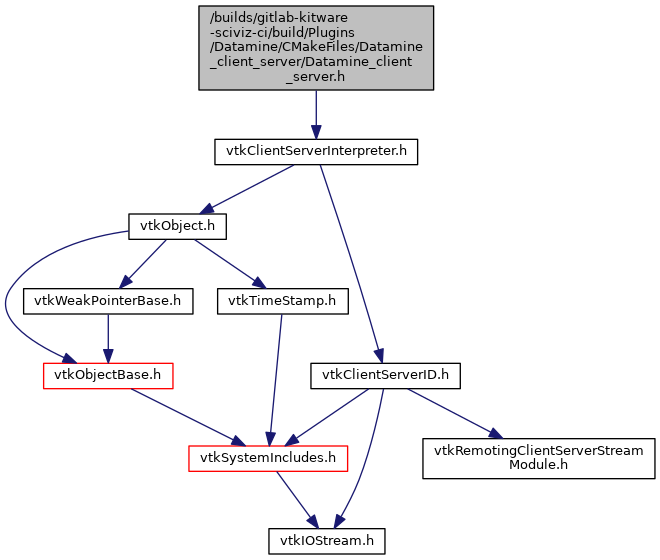 /builds/gitlab-kitware
-sciviz-ci/build/Plugins
/Datamine/CMakeFiles/Datamine
_client_server/Datamine_client
_server.h
vtkClientServerInterpreter.h
vtkObject.h
vtkWeakPointerBase.h
vtkTimeStamp.h
vtkObjectBase.h
vtkClientServerID.h
vtkSystemIncludes.h
vtkRemotingClientServerStream
Module.h
vtkIOStream.h